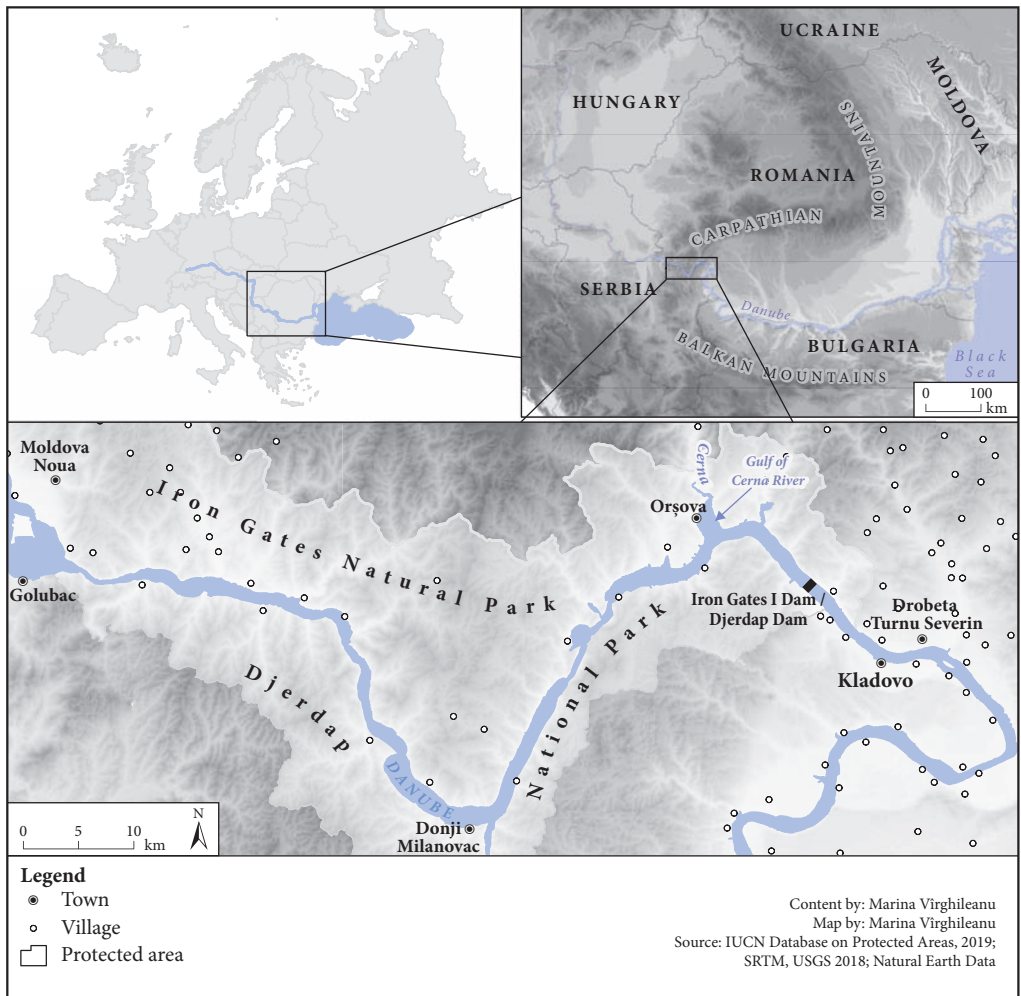 UCRAINE
MOLDOVA
HUNGARY
MOUNTAINS
ROMANIA
CARPATHIAN
SERBIA
Danube
BULGARIA
BALKAN MOUNTAINS
Black
Sea
0 100
km
Moldova
Noua
Cerna
Gulf of
Cerna River
Orșova
Iron Gates Natural Park
Golubac
Iron Gates I Dam /
Djerdap Dam
Drobeta
Turnu Severin
Kladovo
Djerdap
National Park
DANUBE
Donji
Milanovac
N
0 5 10
km
Legend
Town
Village
Protected area
Content by: Marina Vîrghileanu
Map by: Marina Vîrghileanu
Source: IUCN Database on Protected Areas, 2019;
SRTM, USGS 2018; Natural Earth Data